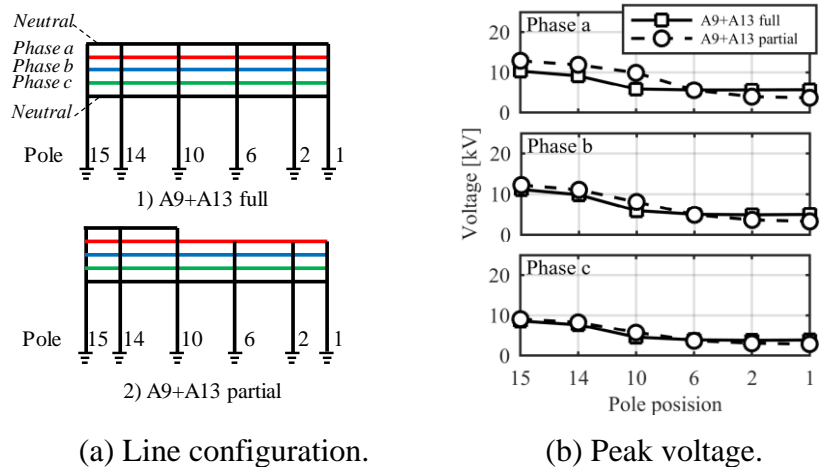 Neutral
Phase a
Phase b
Phase c
Neutral
Pole 15 14 10 6 2 1
1) A9+A13 full
Pole 15 14 10 6 2 1
2) A9+A13 partial
(a) Line configuration.
Phase a
A9+A13 full
A9+A13 partial
20
10
0
Phase b
20
10
0
Phase c
20
10
0
Voltage [kV]
15 14 10 6 2 1
Pole posision
(b) Peak voltage.